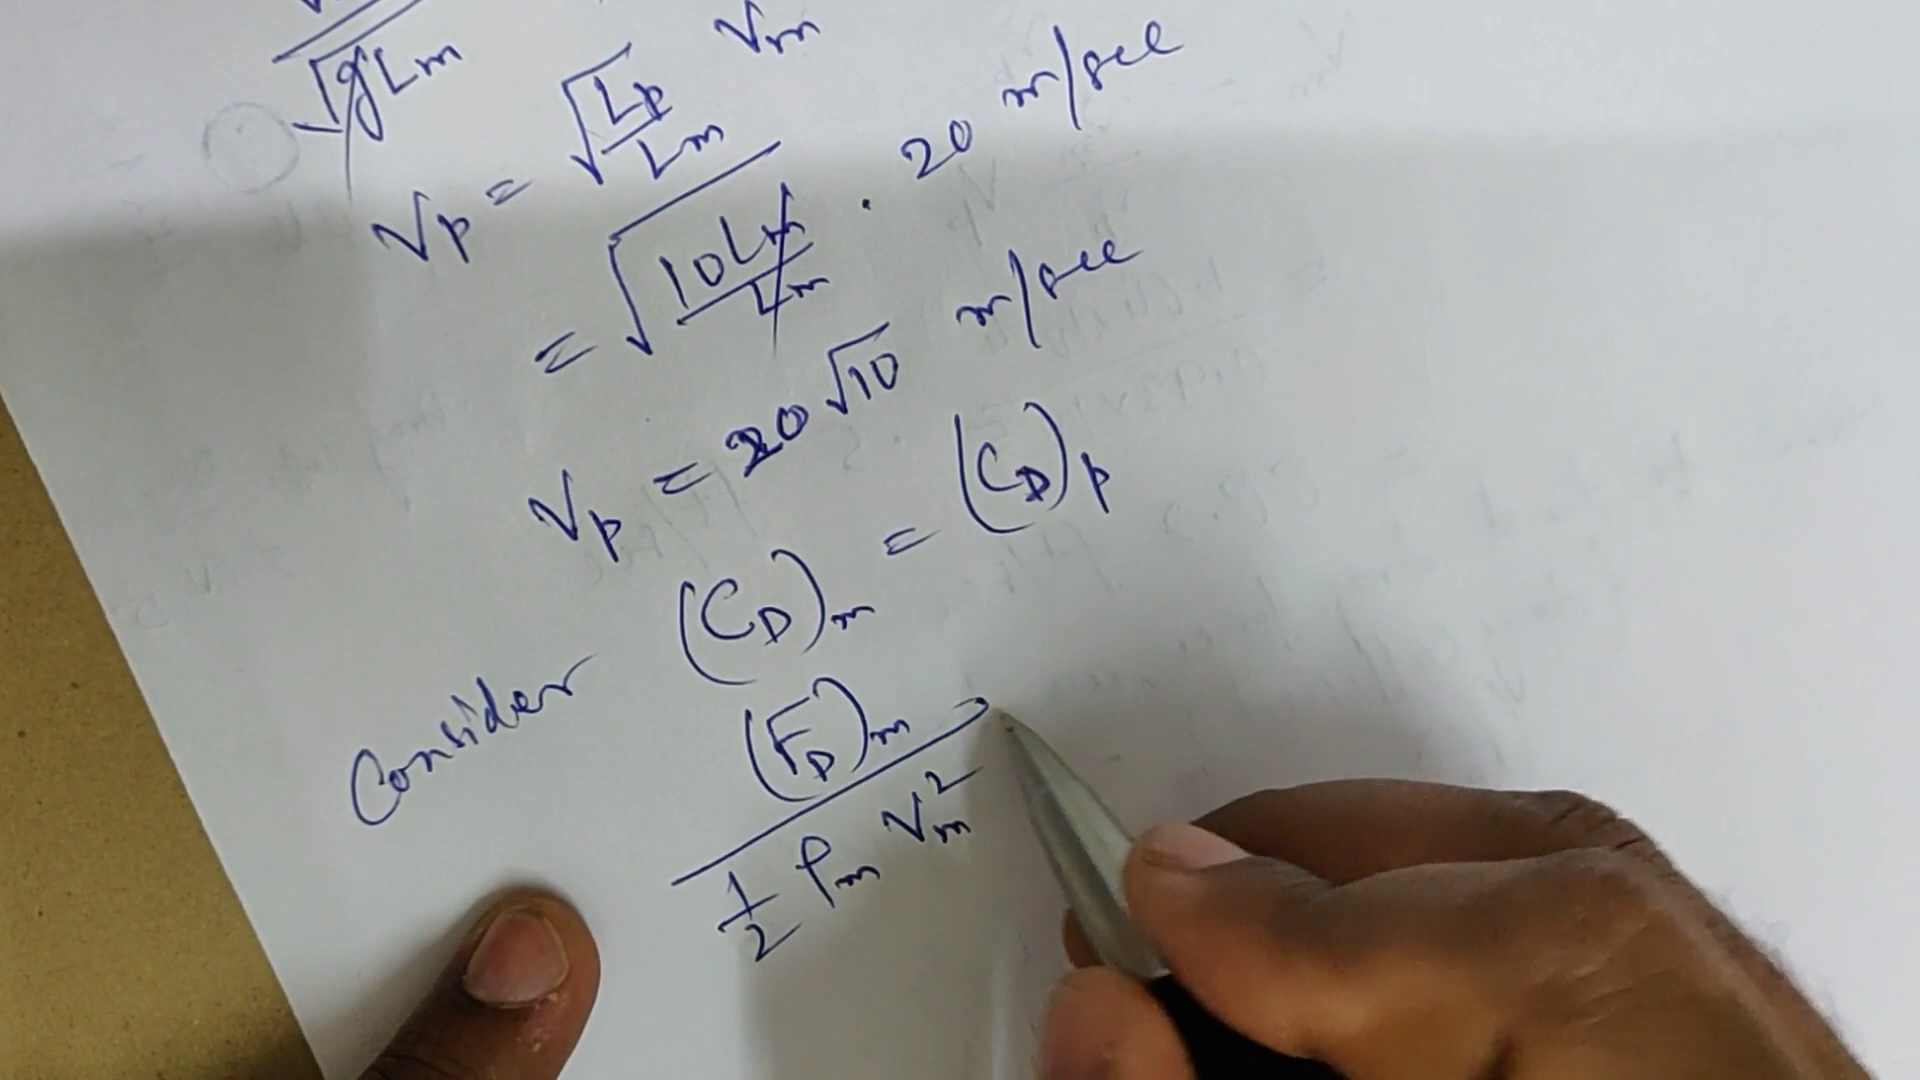 √gLm
Vp = √Lp/Lm Vm
= √10Lm/Lm . 20 m/sec
Vp = 20√10 m/sec
Consider (CD)m = (CD)p
(FD)m
1/2 ρm Vm²